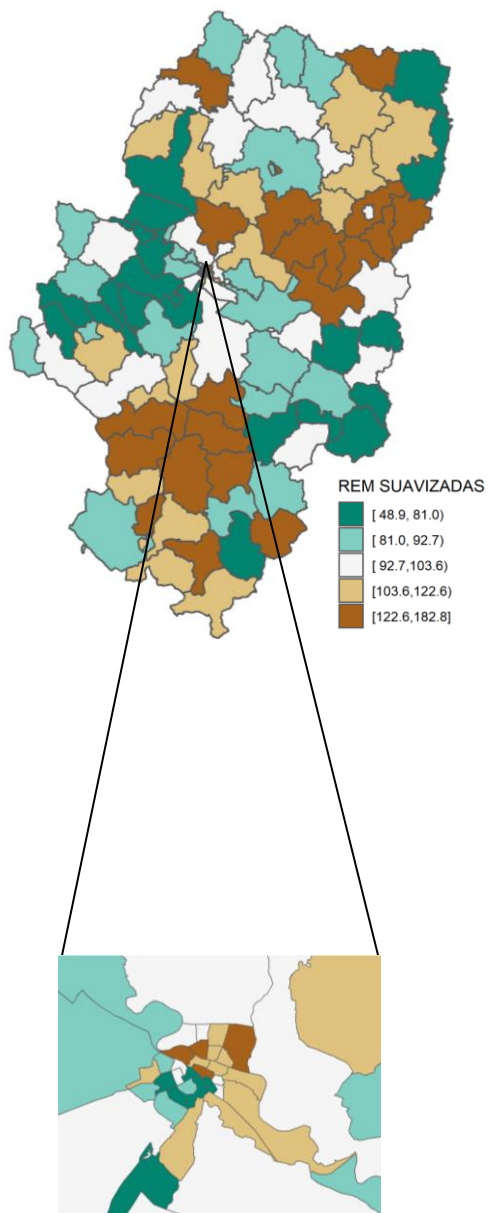 REM SUAVIZADAS
[ 48.9, 81.0)
[ 81.0, 92.7)
[ 92.7,103.6)
[103.6,122.6)
[122.6,182.8]